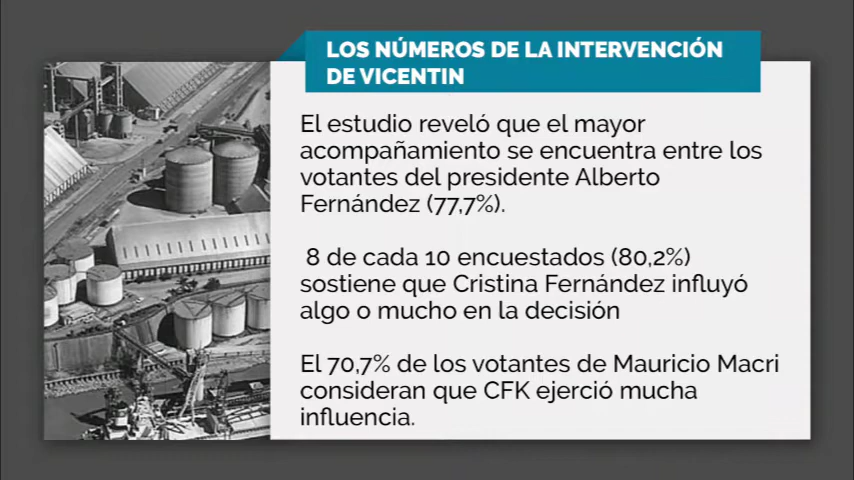 LOS NÚMEROS DE LA INTERVENCIÓN
DE VICENTIN
El estudio reveló que el mayor
acompañamiento se encuentra entre los
votantes del presidente Alberto
Fernández (77,7%).
8 de cada 10 encuestados (80,2%)
sostiene que Cristina Fernández influyó
algo o mucho en la decisión
El 70,7% de los votantes de Mauricio Macri
consideran que CFK ejerció mucha
influencia.